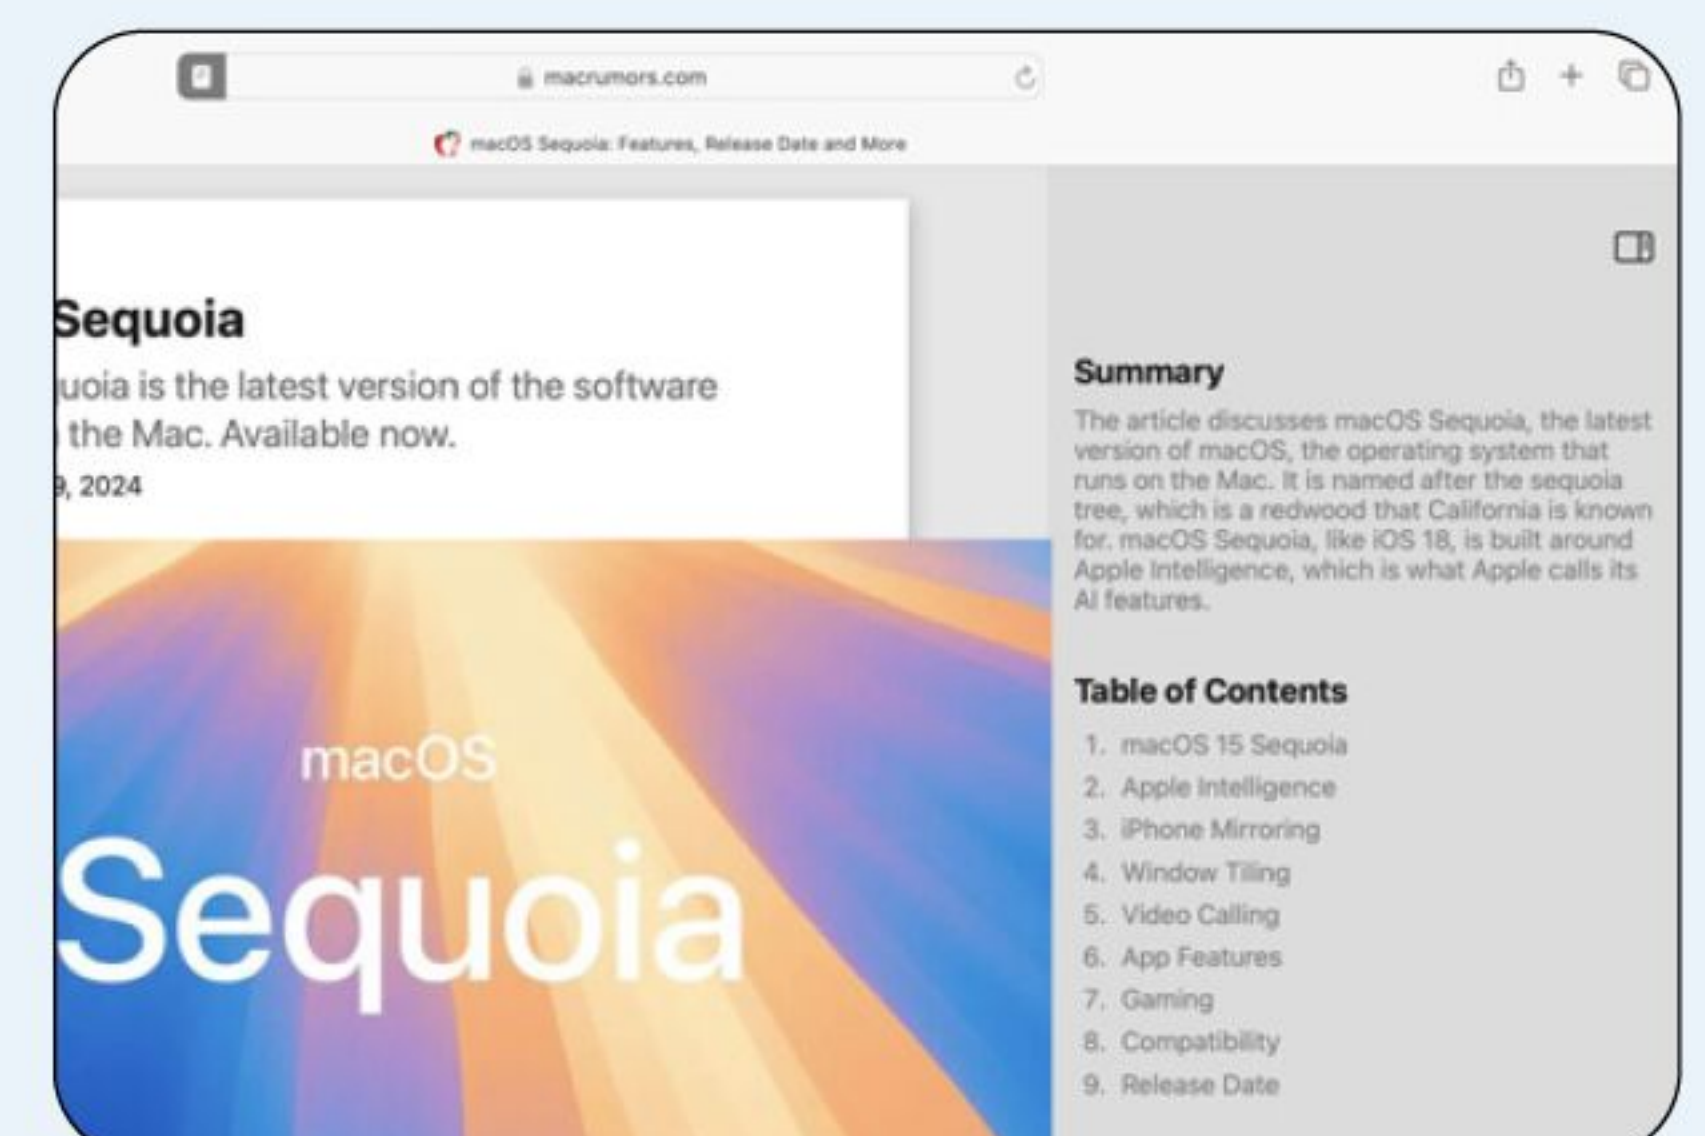 macrumors.com
macOS Sequoia: Features, Release Date and More
Sequoia
uoia is the latest version of the software
the Mac. Available now.
9, 2024
macOS
Sequoia
Summary
The article discusses macOS Sequoia, the latest
version of macOS, the operating system that
runs on the Mac. It is named after the sequoia
tree, which is a redwood that California is known
for. macOS Sequoia, like iOS 18, is built around
Apple Intelligence, which is what Apple calls its
AI features.
Table of Contents
1. macOS 15 Sequoia
2. Apple Intelligence
3. iPhone Mirroring
4. Window Tiling
5. Video Calling
6. App Features
7. Gaming
8. Compatibility
9. Release Date